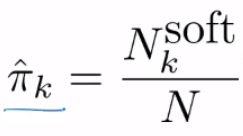 π̂_k = N_k^soft / N